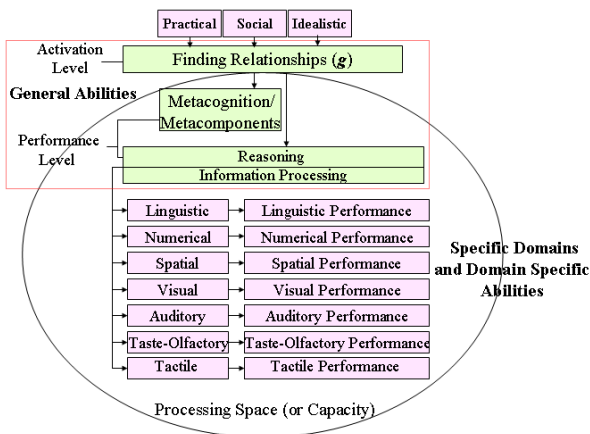 Practical Social Idealistic
Activation
Level
Finding Relationships (g)
General Abilities
Metacognition/
Metacomponents
Performance
Level
Reasoning
Information Processing
Linguistic Linguistic Performance
Numerical Numerical Performance
Spatial Spatial Performance
Visual Visual Performance
Auditory Auditory Performance
Taste-Olfactory Taste-Olfactory Performance
Tactile Tactile Performance
Specific Domains
and Domain Specific
Abilities
Processing Space (or Capacity)